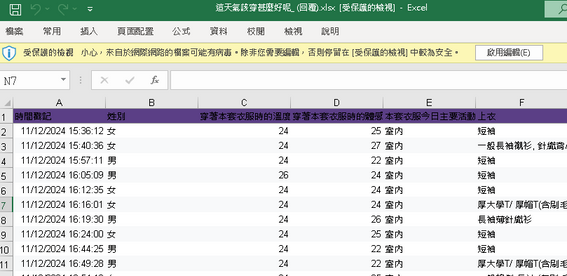 這天氣該穿甚麼好呢_ (回覆).xlsx [受保護的檢視] - Excel
檔案 常用 插入 頁面配置 公式 資料 校閱 檢視 說明
受保護的檢視 小心，來自於網際網路的檔案可能有病毒。除非您需要編輯，否則停留在 [受保護的檢視] 中較為安全。 啟用編輯(E)
N7 fx
A B C D E F
1 時間戳記 性別 穿著本套衣服時的溫度 穿著本套衣服時的體感 本套衣服今日主要活動 上衣
2 11/12/2024 15:36:12 女 24 25 室內 短袖
3 11/12/2024 15:40:36 女 24 27 室內 一般長袖襯衫, 針織
4 11/12/2024 15:57:11 男 24 22 室內 短袖
5 11/12/2024 16:05:09 男 26 24 室內 短袖
6 11/12/2024 16:12:35 女 24 24 室內 短袖
7 11/12/2024 16:16:01 女 24 24 室內 厚大學T/ 厚帽T(含刷毛
8 11/12/2024 16:19:30 男 24 26 室內 長袖薄針織衫
9 11/12/2024 16:24:00 女 24 25 室內 短袖
10 11/12/2024 16:44:25 男 24 22 室內 短袖
11 11/12/2024 16:49:28 男 24 22 室內 厚大學T/ 厚帽T(含刷毛